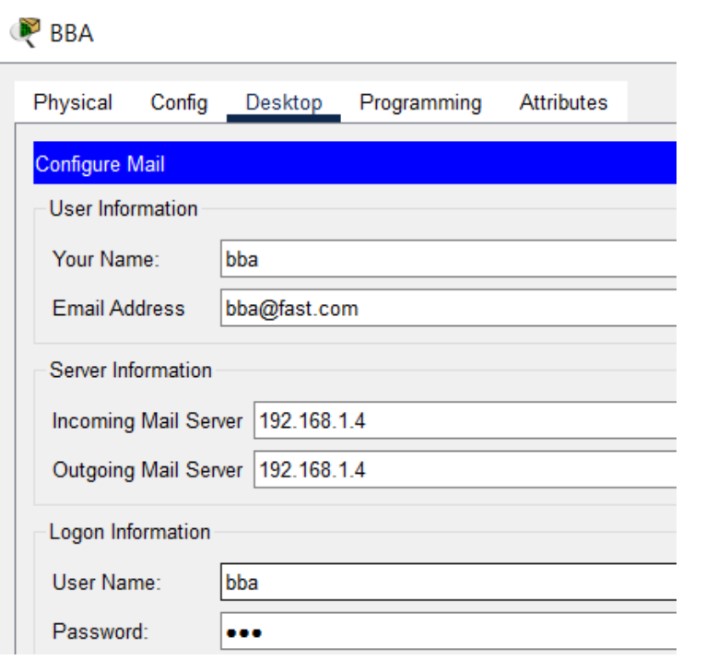 BBA
Physical Config Desktop Programming Attributes
Configure Mail
User Information
Your Name: bba
Email Address bba@fast.com
Server Information
Incoming Mail Server 192.168.1.4
Outgoing Mail Server 192.168.1.4
Logon Information
User Name: bba
Password: •••